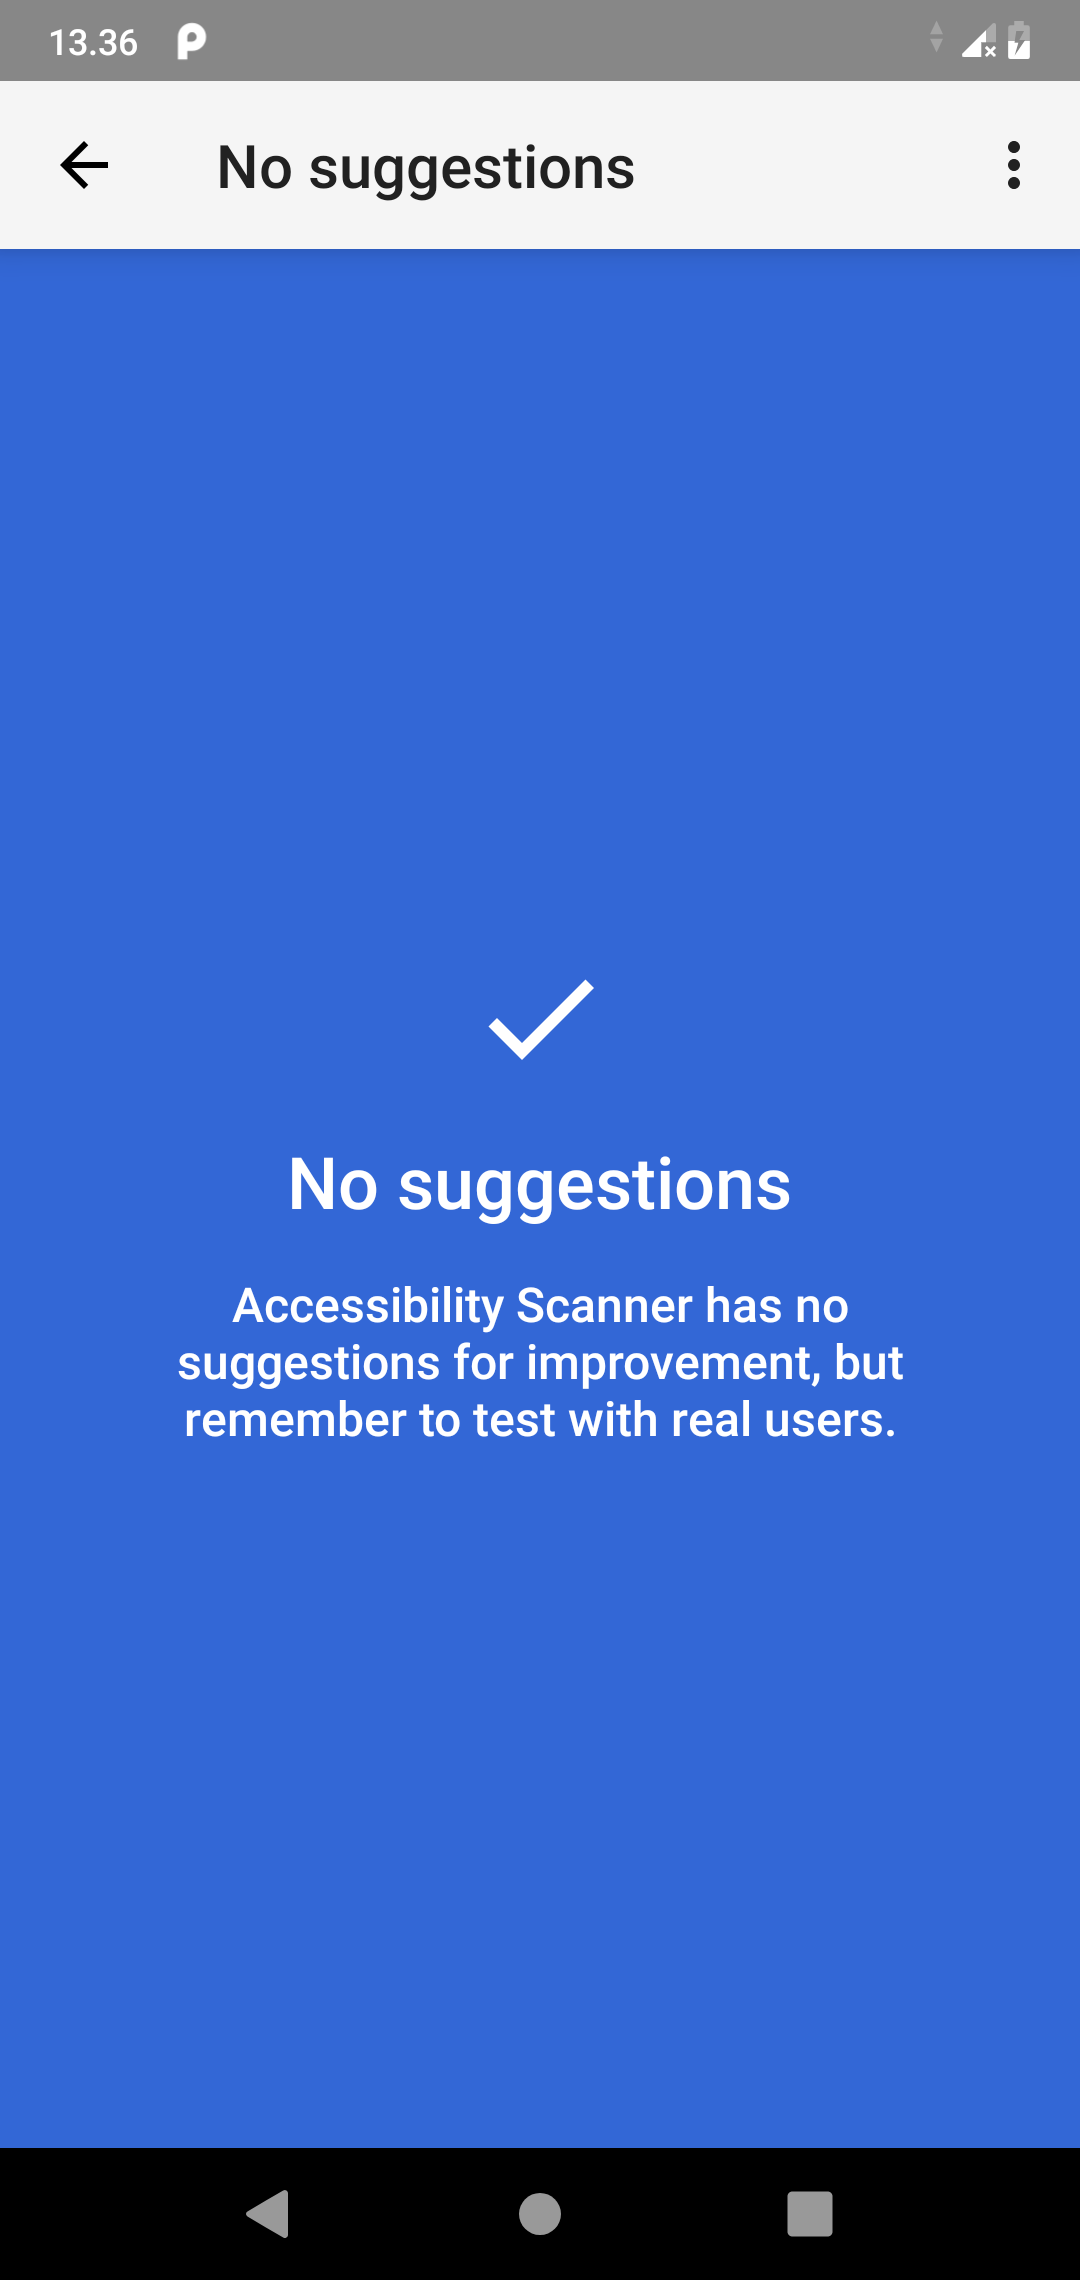 13.36
No suggestions
No suggestions
Accessibility Scanner has no
suggestions for improvement, but
remember to test with real users.